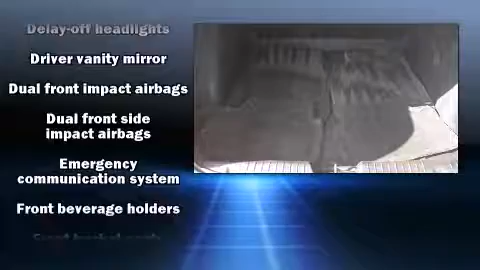 Delay-off headlights
Driver vanity mirror
Dual front impact airbags
Dual front side
impact airbags
Emergency
communication system
Front beverage holders